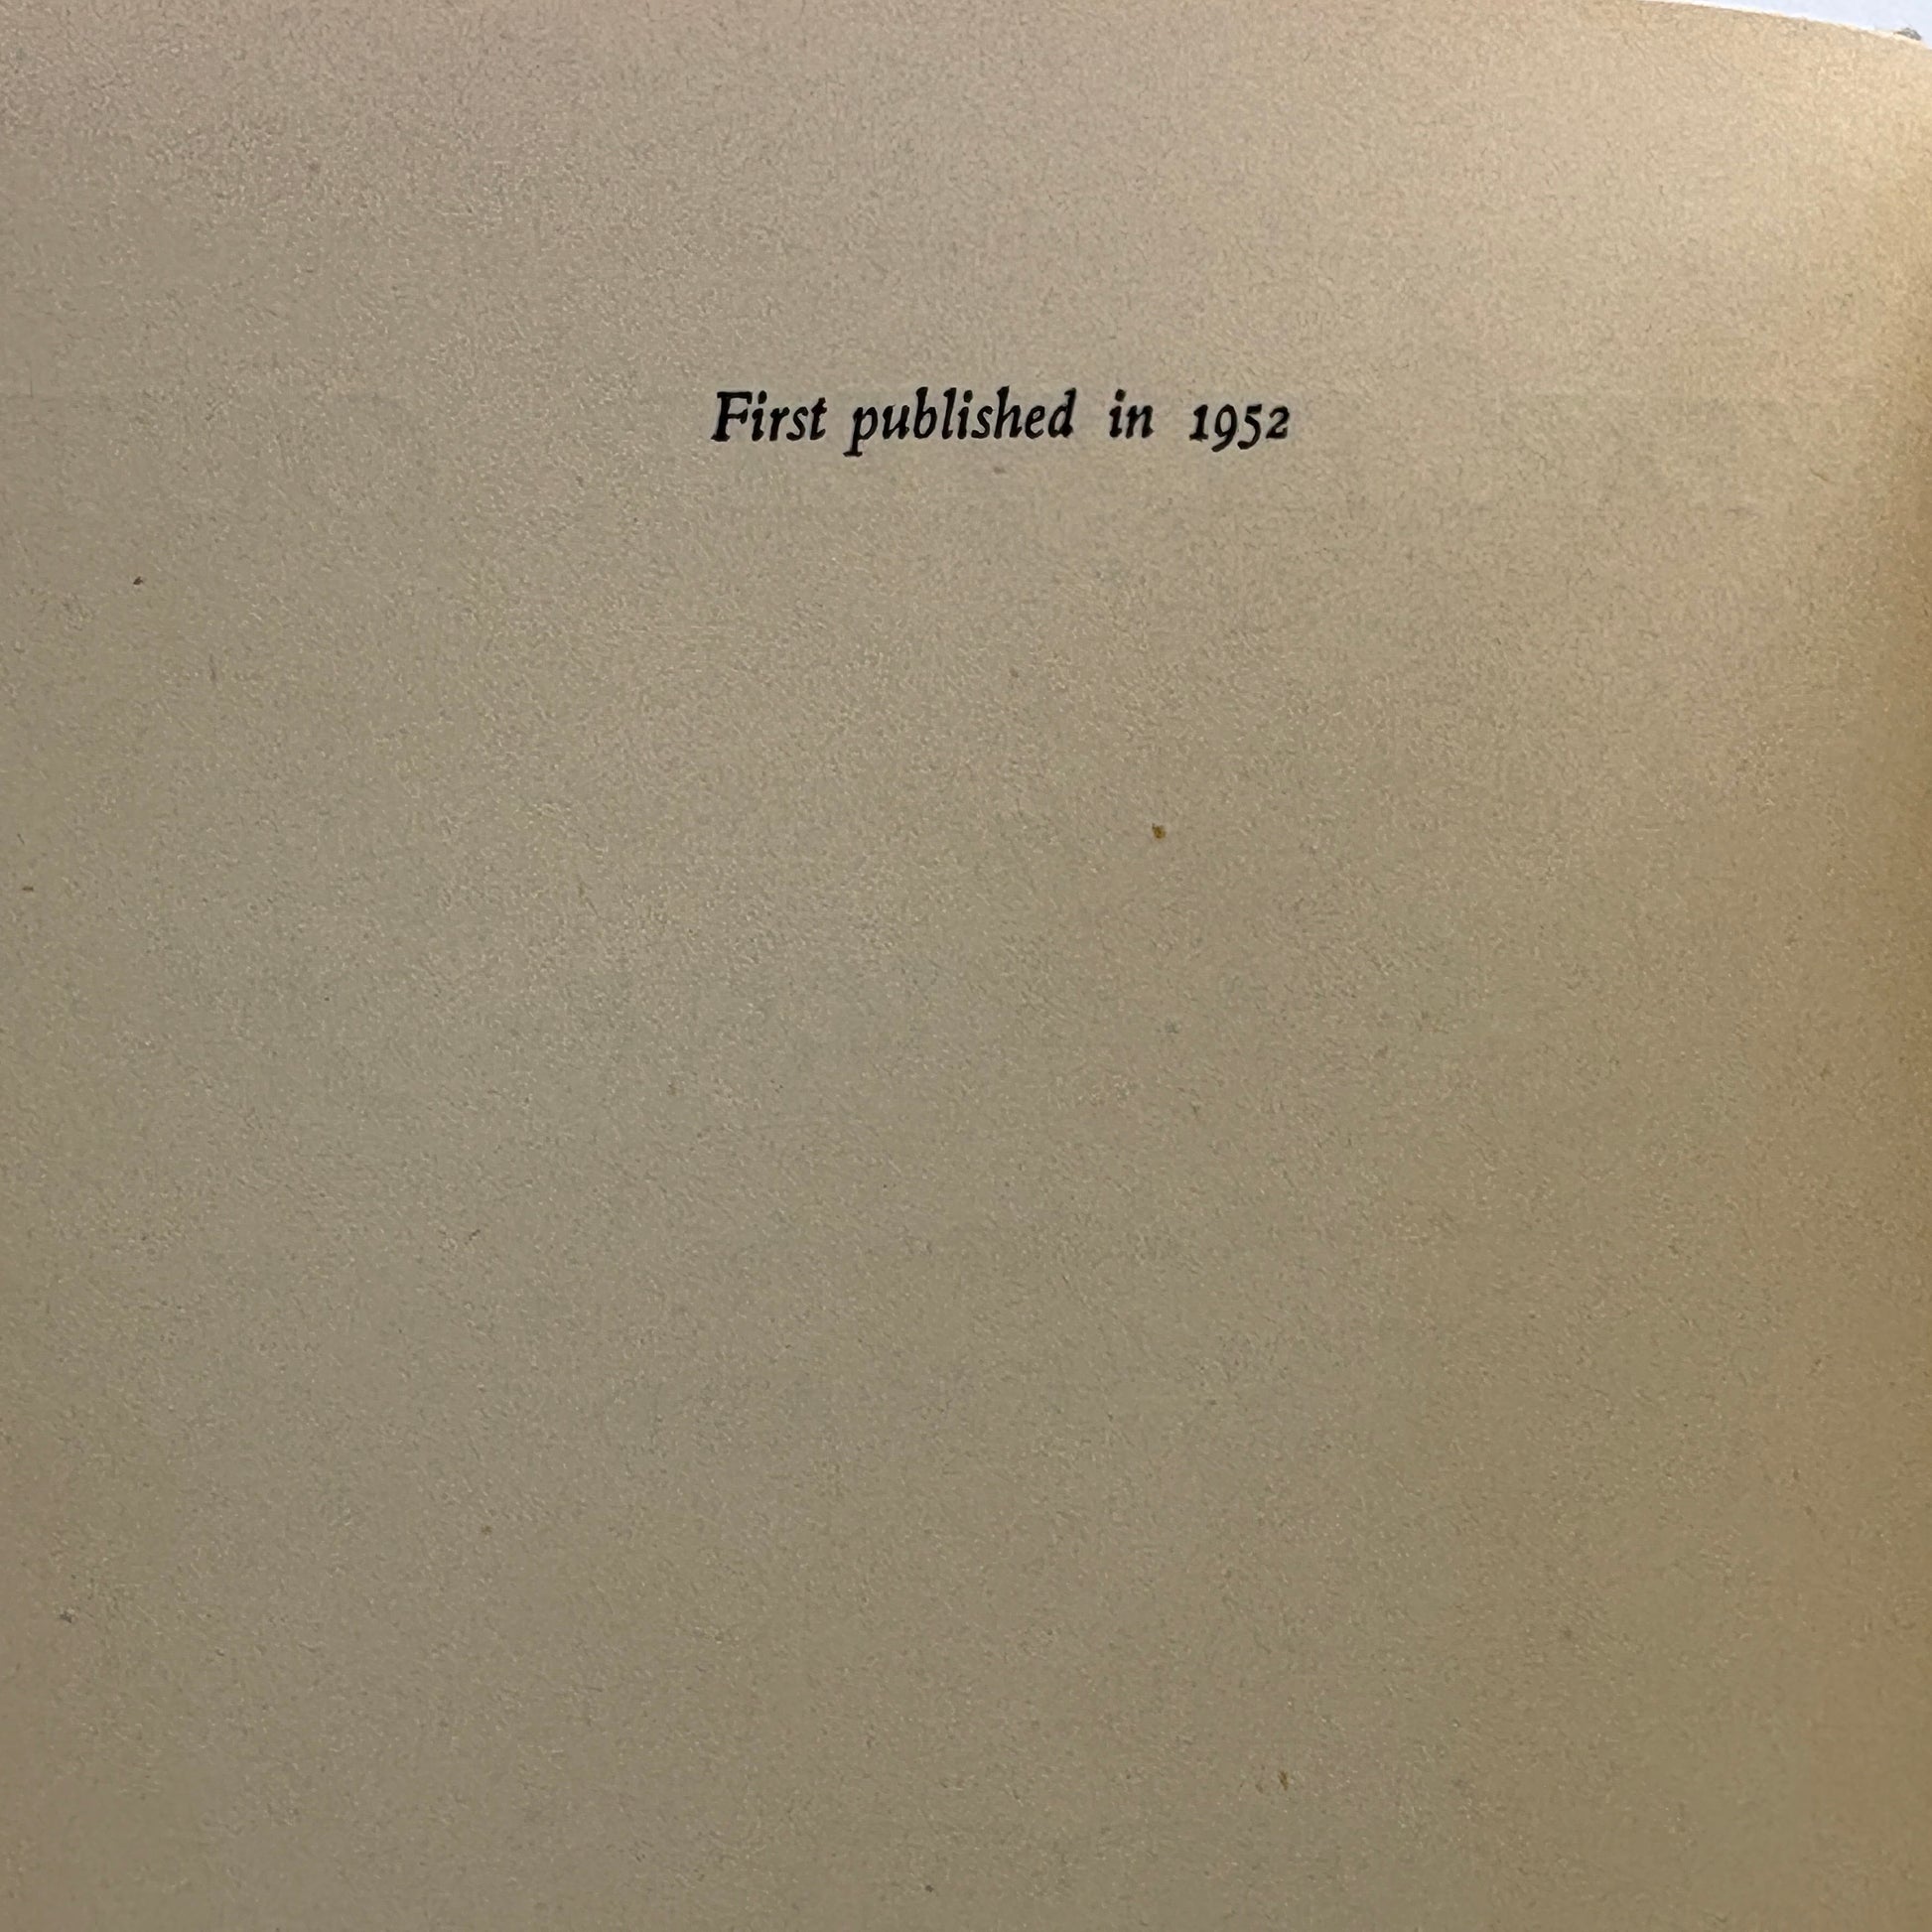 First published in 1952